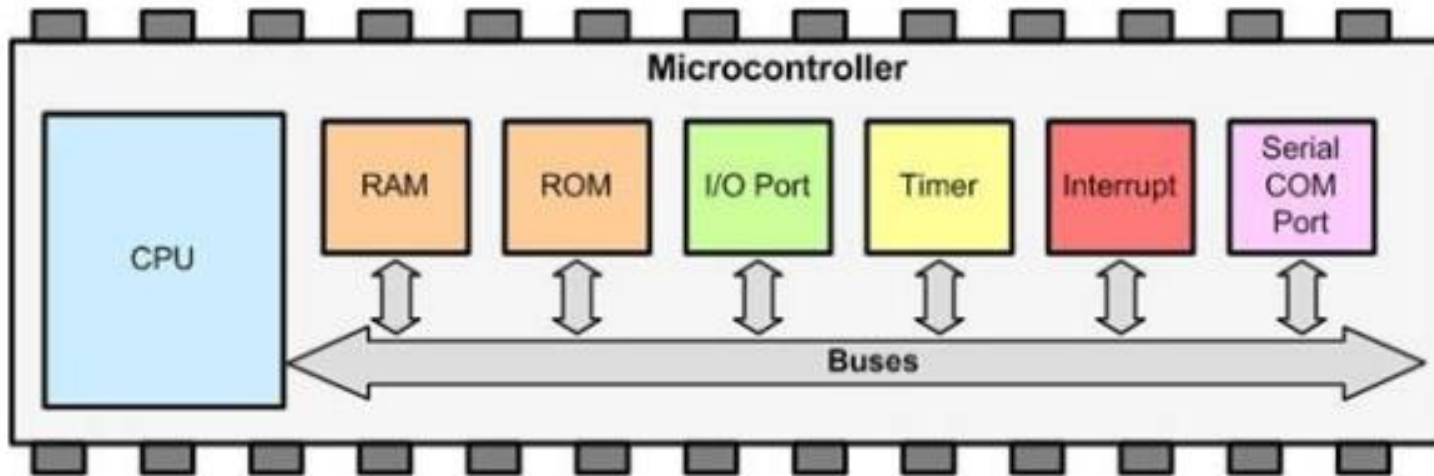 Microcontroller
CPU
RAM
ROM
I/O Port
Timer
Interrupt
Serial
COM
Port
Buses